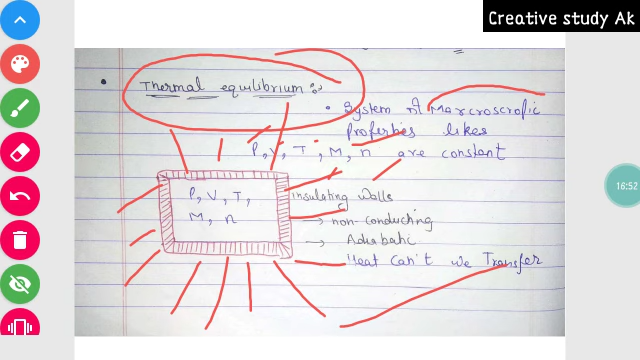 Creative study Ak
Thermal equilibrium :-
System of Marcroscropic
properties likes
P, V, T, M, n are constant
P, V, T,
M, n
insulating walls
→ non-conducting
→ Adiabatic
Heat can't we Transfer
16:52